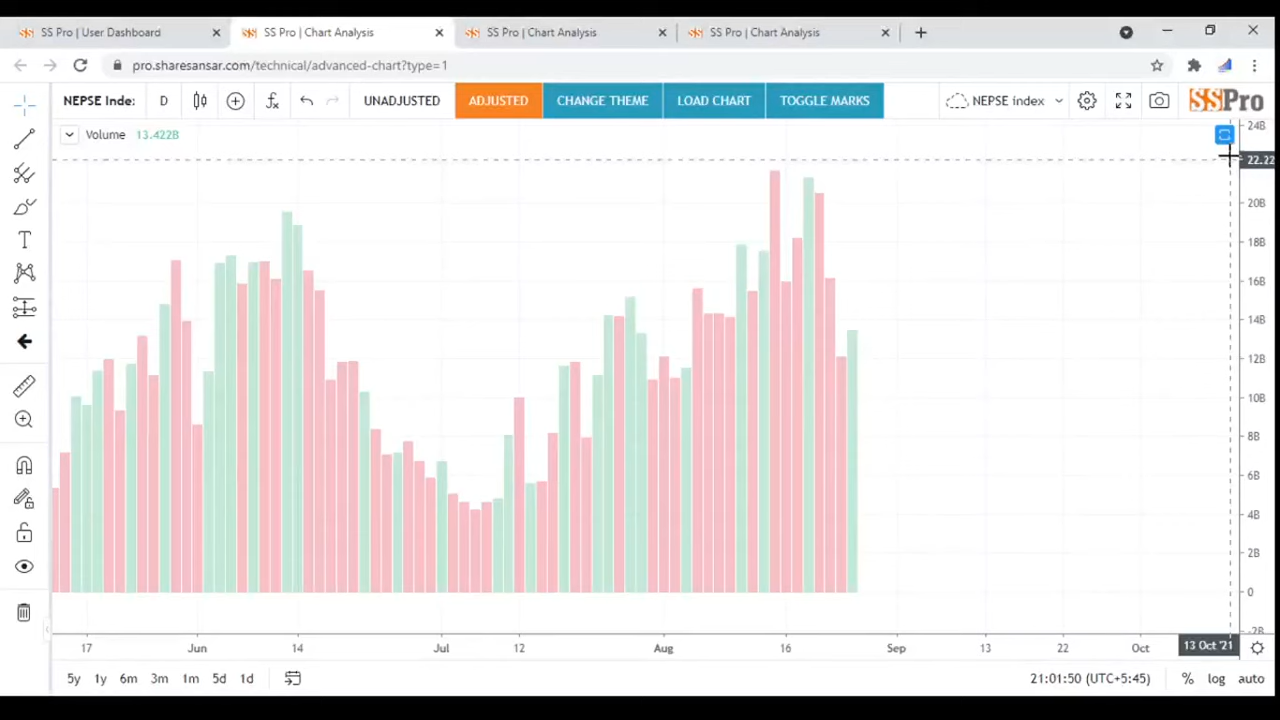 SS Pro | User Dashboard
SS Pro | Chart Analysis
SS Pro | Chart Analysis
SS Pro | Chart Analysis
pro.sharesansar.com/technical/advanced-chart?type=1
NEPSE Inde: D UNADJUSTED ADJUSTED CHANGE THEME LOAD CHART TOGGLE MARKS NEPSE index SSPro
Volume 13.422B
24B
22.22
20B
18B
16B
14B
12B
10B
8B
6B
4B
2B
0
-2B
17 Jun 14 Jul 12 Aug 16 Sep 13 22 Oct 13 Oct '21
5y 1y 6m 3m 1m 5d 1d 21:01:50 (UTC+5:45) % log auto